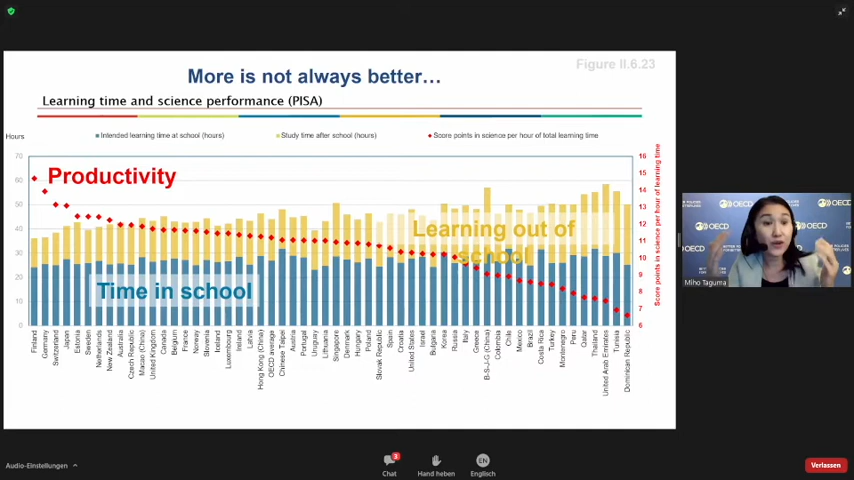 Figure II.6.23
More is not always better...
Learning time and science performance (PISA)
Hours
Intended learning time at school (hours)
Study time after school (hours)
Score points in science per hour of total learning time
70
60
50
40
30
20
10
0
16
15
14
13
12
11
10
9
8
7
6
Score points in science per hour of learning time
Productivity
Learning out of school
Time in school
Finland
Germany
Switzerland
Japan
Estonia
Sweden
Netherlands
New Zealand
Australia
Czech Republic
Macao (China)
United Kingdom
Canada
Belgium
France
Norway
Slovenia
Iceland
Luxembourg
Ireland
Latvia
Hong Kong (China)
OECD average
Chinese Taipei
Austria
Portugal
Uruguay
Lithuania
Singapore
Denmark
Hungary
Poland
Slovak Republic
Spain
Croatia
United States
Israel
Bulgaria
Korea
Russia
Italy
Greece
B-S-J-G (China)
Colombia
Chile
Mexico
Brazil
Costa Rica
Turkey
Montenegro
Peru
Qatar
Thailand
United Arab Emirates
Tunisia
Dominican Republic
OECD
Miho Taguma
Audio-Einstellungen
3
Chat
Hand heben
EN
Englisch
Verlassen